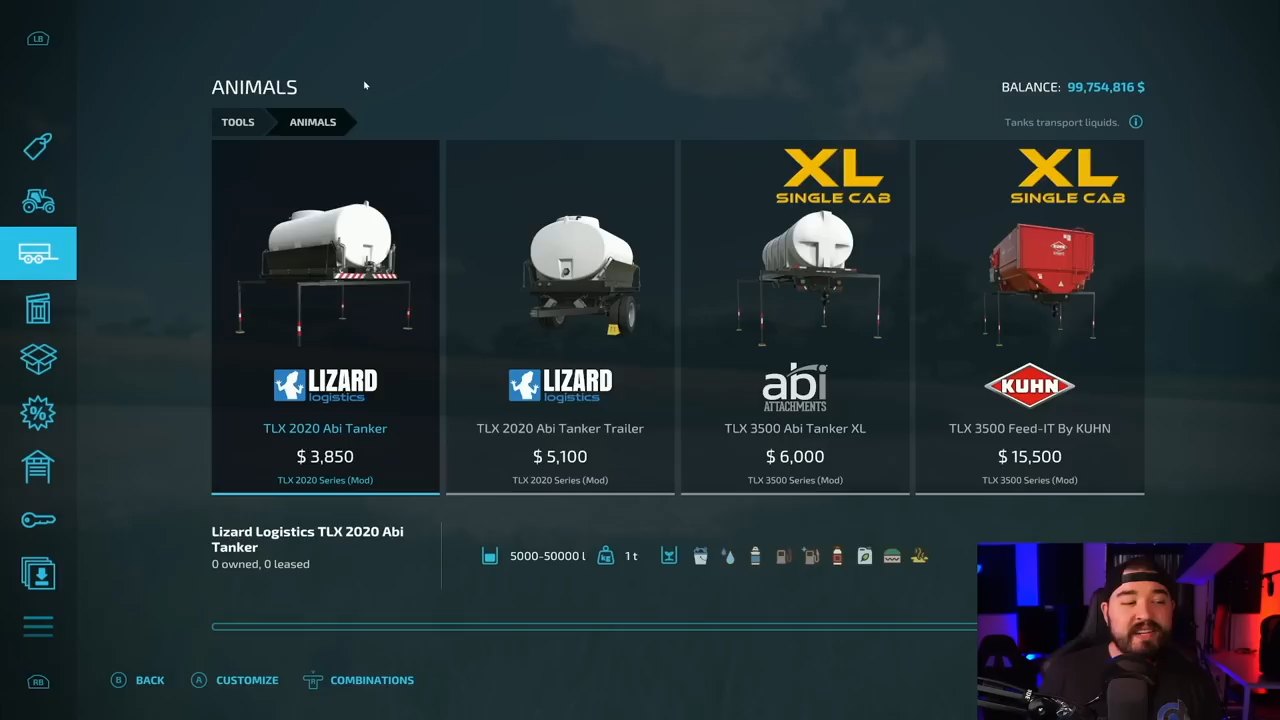 LB
ANIMALS
BALANCE: 99,754,816 $
TOOLS
ANIMALS
Tanks transport liquids.
LIZARD
logistics
TLX 2020 Abi Tanker
$ 3,850
TLX 2020 Series (Mod)
LIZARD
logistics
TLX 2020 Abi Tanker Trailer
$ 5,100
TLX 2020 Series (Mod)
XL
SINGLE CAB
abi
ATTACHMENTS
TLX 3500 Abi Tanker XL
$ 6,000
TLX 3500 Series (Mod)
XL
SINGLE CAB
KUHN
KUHN
TLX 3500 Feed-IT By KUHN
$ 15,500
TLX 3500 Series (Mod)
Lizard Logistics TLX 2020 Abi
Tanker
0 owned, 0 leased
5000-50000 l
kg
1 t
RB
B BACK
A CUSTOMIZE
COMBINATIONS